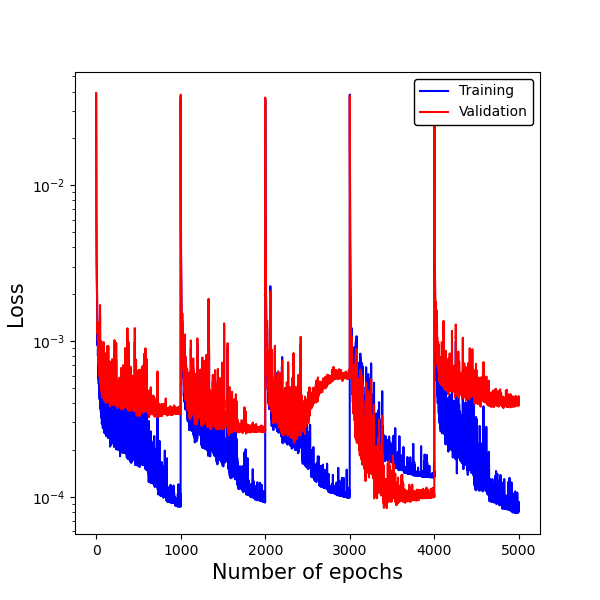 Training
Validation
10⁻²
10⁻³
10⁻⁴
Loss
0 1000 2000 3000 4000 5000
Number of epochs